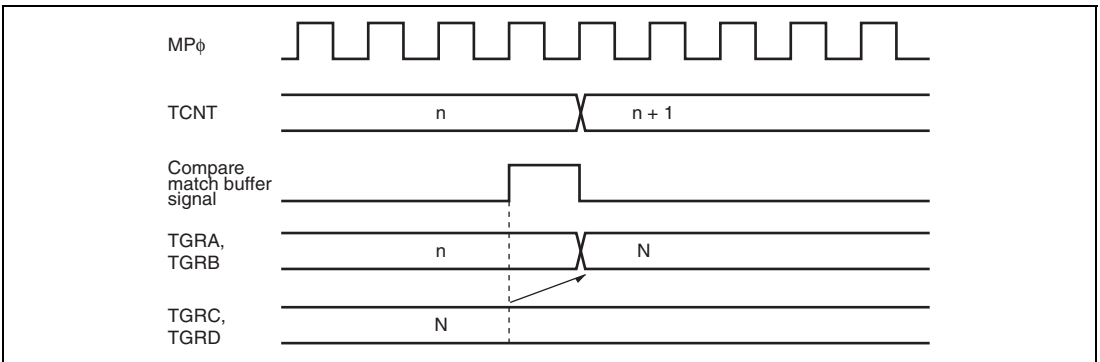 MPϕ
TCNT
n
n + 1
Compare
match buffer
signal
TGRA,
TGRB
n
N
TGRC,
TGRD
N